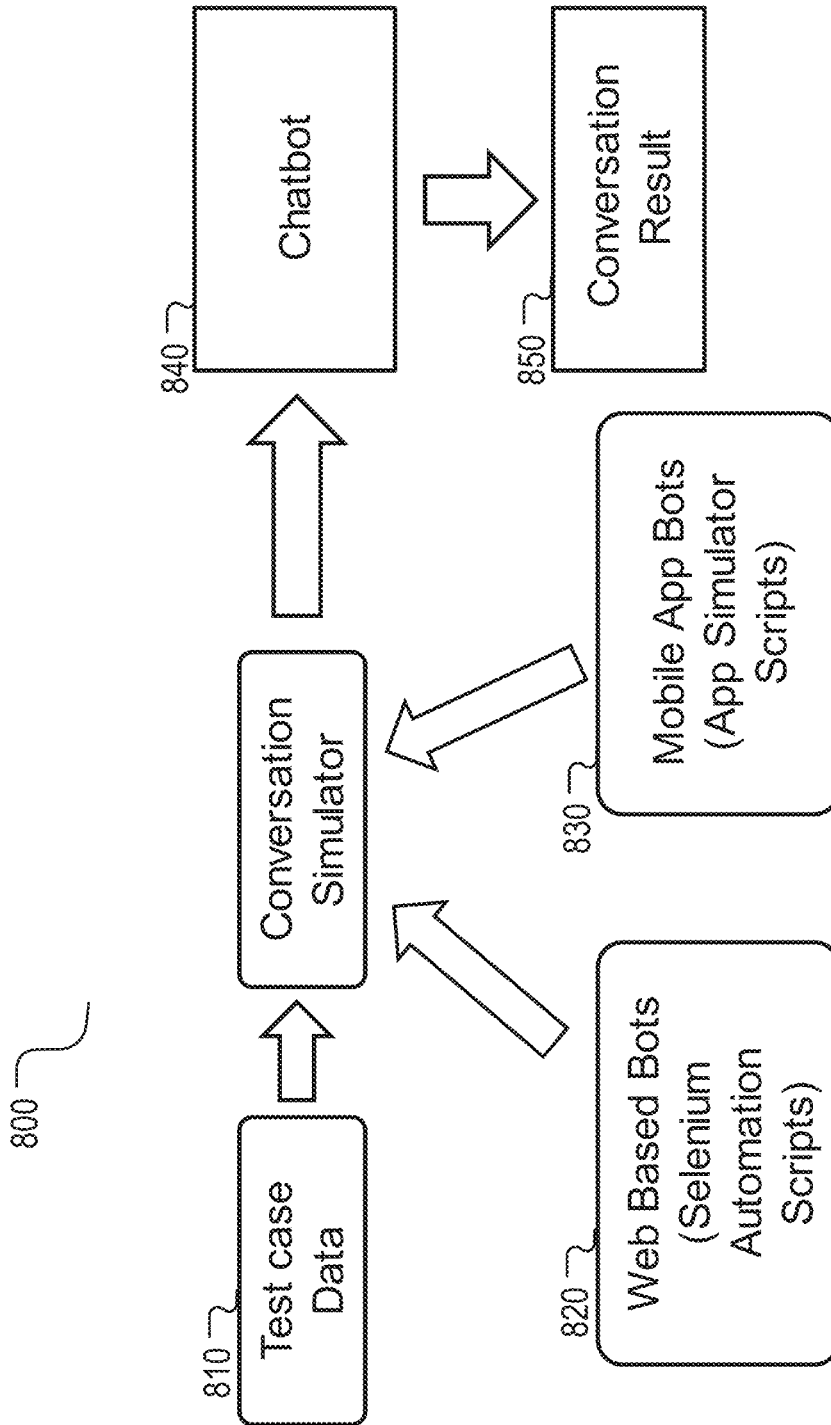 800
810
Test case
Data
Conversation
Simulator
840
Chatbot
820
Web Based Bots
(Selenium
Automation
Scripts)
830
Mobile App Bots
(App Simulator
Scripts)
850
Conversation
Result